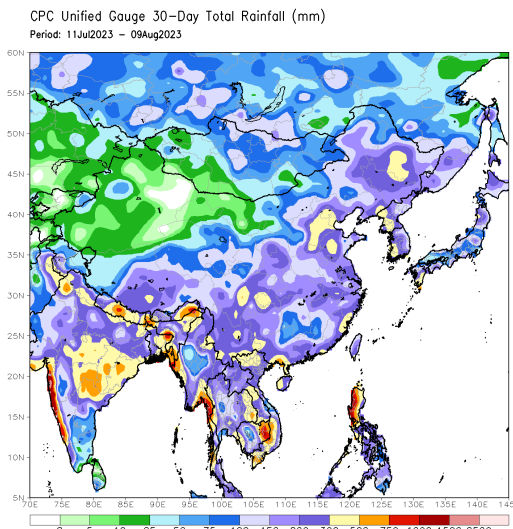 CPC Unified Gauge 30-Day Total Rainfall (mm)
Period: 11Jul2023 - 09Aug2023
60N
55N
50N
45N
40N
35N
30N
25N
20N
15N
10N
5N
70E 75E 80E 85E 90E 95E 100E 105E 110E 115E 120E 125E 130E 135E 140E